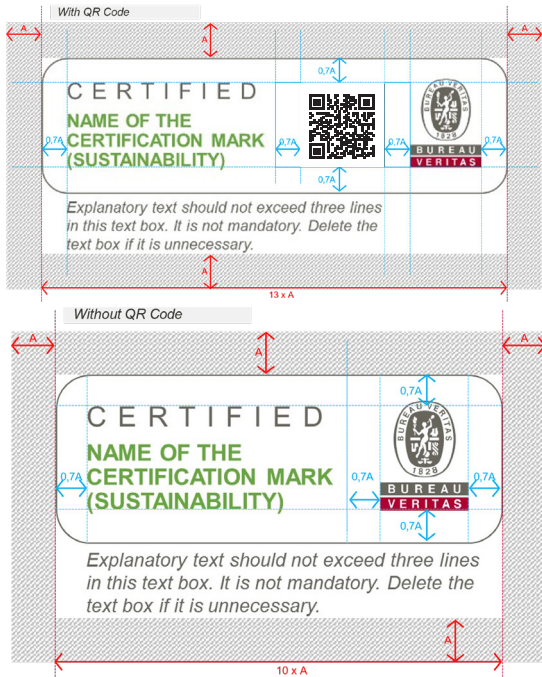 With QR Code
A
A
A
0,7A
CERTIFIED
NAME OF THE
CERTIFICATION MARK
(SUSTAINABILITY)
0,7A
0,7A
0,7A
0,7A
0,7A
BUREAU VERITAS
1828
BUREAU
VERITAS
Explanatory text should not exceed three lines
in this text box. It is not mandatory. Delete the
text box if it is unnecessary.
A
13 x A
Without QR Code
A
A
A
0,7A
CERTIFIED
NAME OF THE
CERTIFICATION MARK
(SUSTAINABILITY)
0,7A
0,7A
0,7A
BUREAU VERITAS
1828
BUREAU
VERITAS
0,7A
Explanatory text should not exceed three lines
in this text box. It is not mandatory. Delete the
text box if it is unnecessary.
A
10 x A